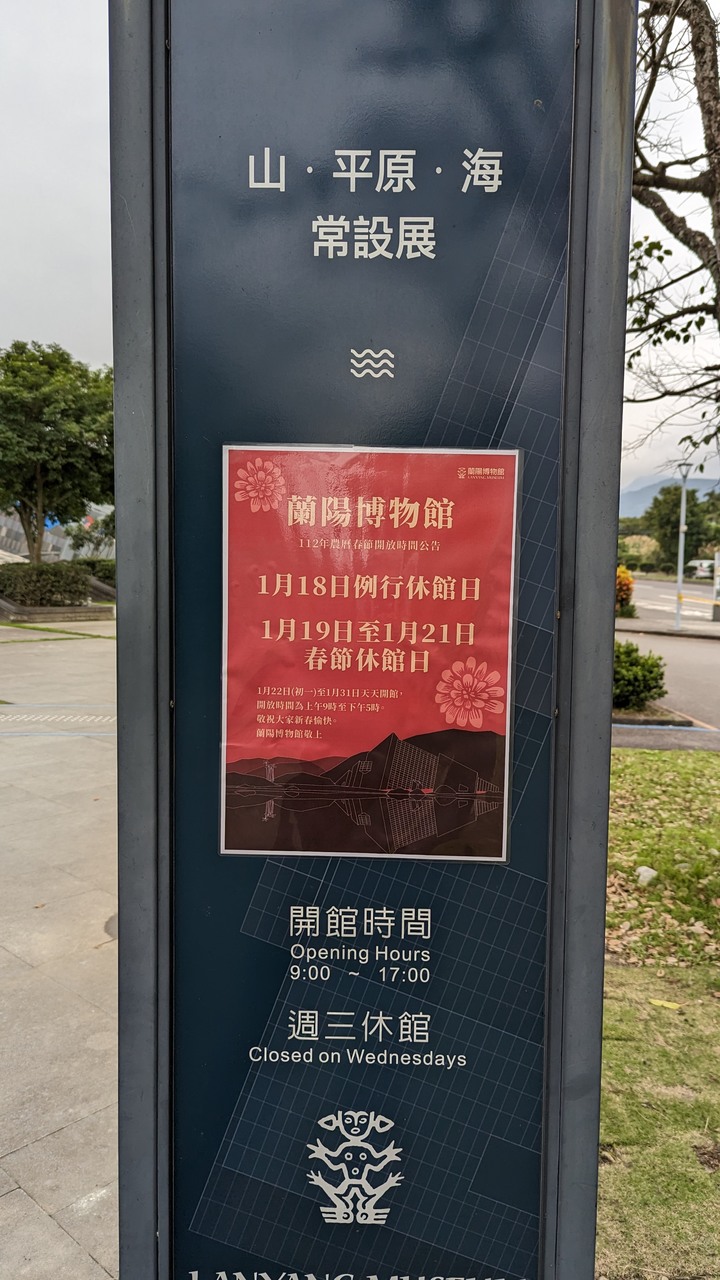 山·平原·海
常設展
蘭陽博物館
LANYANG MUSEUM
蘭陽博物館
112年農曆春節開放時間公告
1月18日例行休館日
1月19日至1月21日
春節休館日
1月22日(初一)至1月31日天天開館，
開放時間為上午9時至下午5時。
敬祝大家新春愉快。
蘭陽博物館敬上
開館時間
Opening Hours
9:00 ~ 17:00
週三休館
Closed on Wednesdays
LANYANG MUSEUM